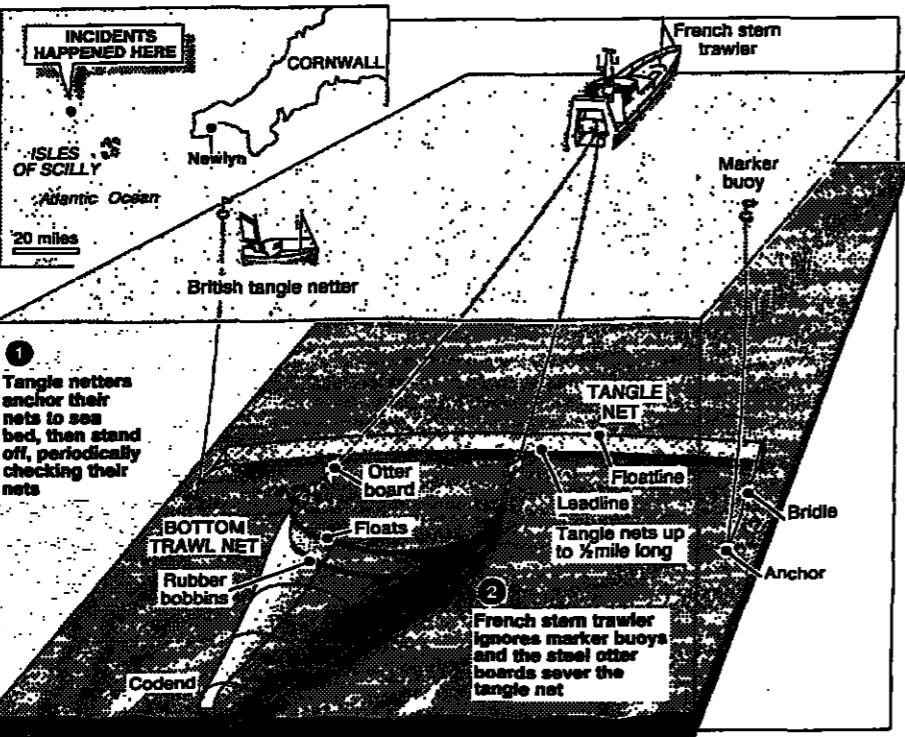 INCIDENTS
HAPPENED HERE
CORNWALL
ISLES
OF SCILLY
Newlyn
Atlantic Ocean
20 miles
French stern
trawler
Marker
buoy
British tangle netter
1
Tangle netters
anchor their
nets to sea
bed, then stand
off, periodically
checking their
nets
TANGLE
NET
Otter
board
Floatline
Leadline
Floats
BOTTOM
TRAWL NET
Tangle nets up
to ½mile long
Bridle
Rubber
bobbins
Anchor
2
French stern trawler
ignores marker buoys
and the steel otter
boards sever the
tangle net
Codend